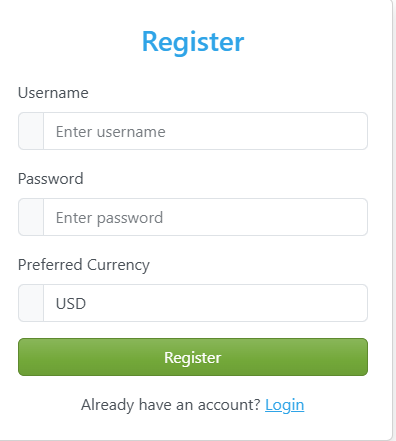 Register
Username
Enter username
Password
Enter password
Preferred Currency
USD
Register
Already have an account? Login